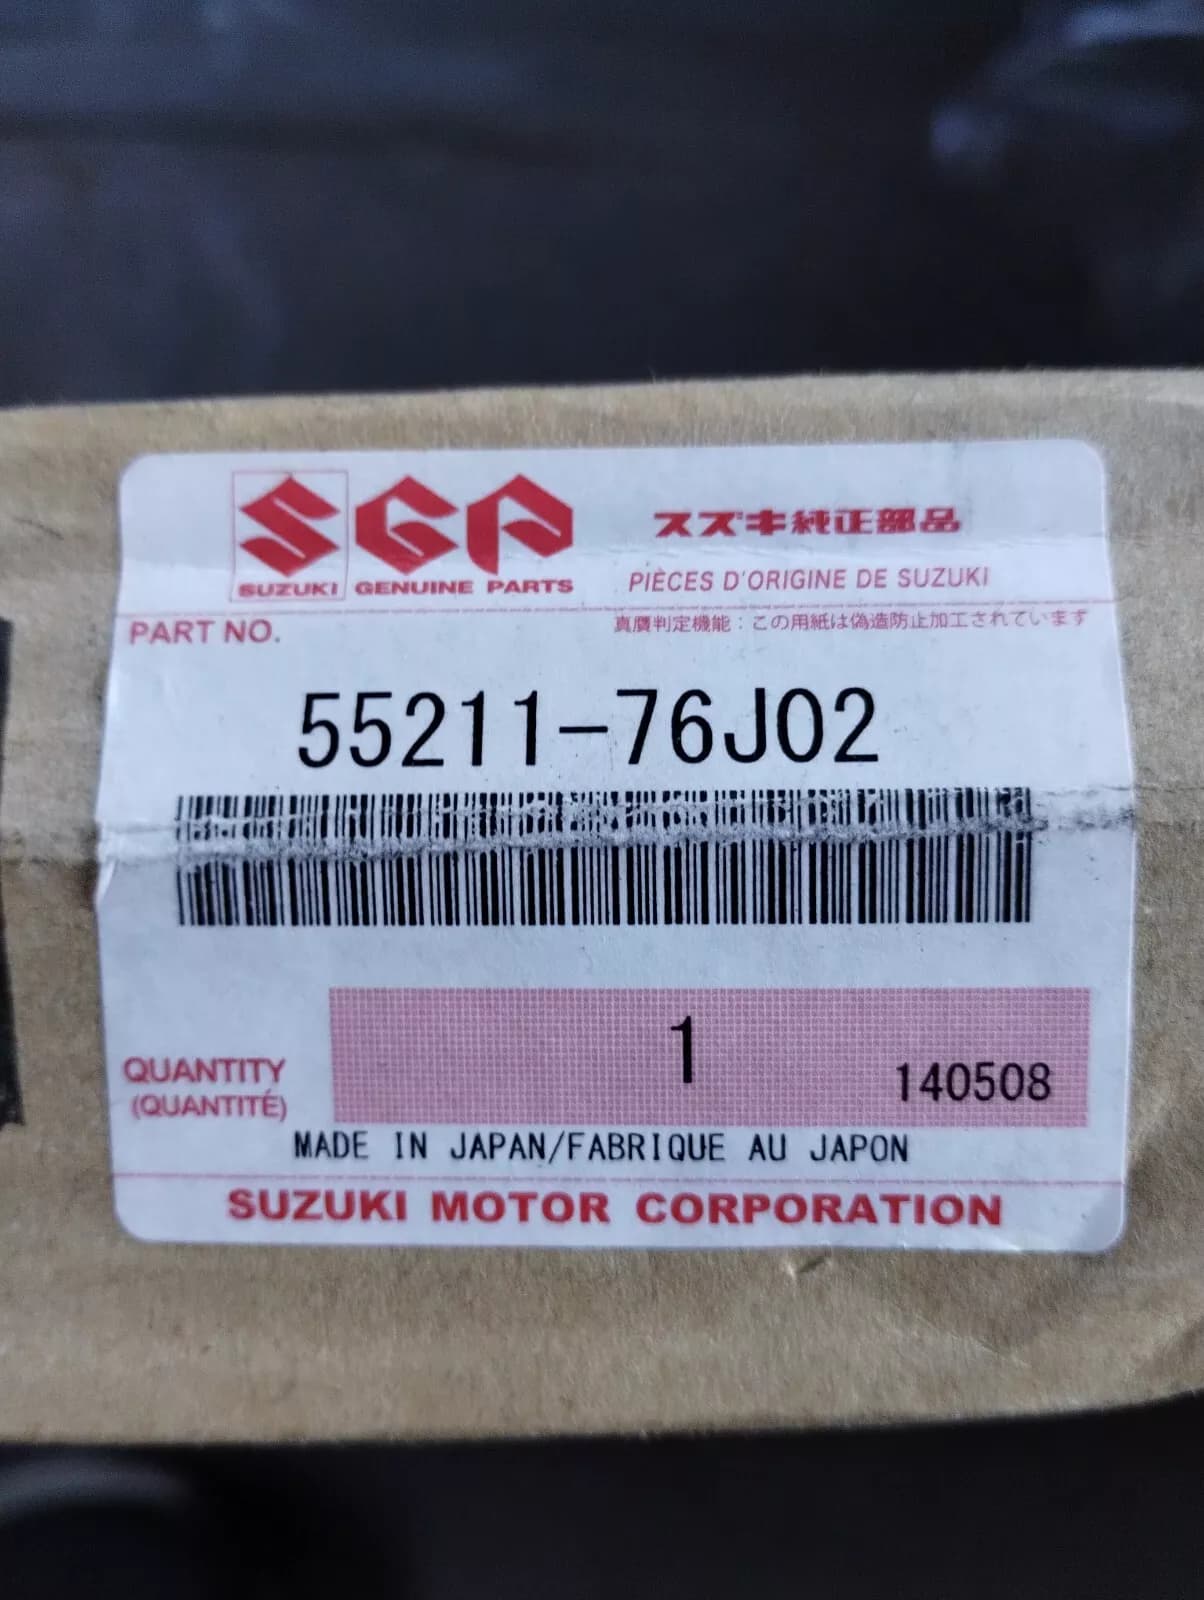 SGP
SUZUKI GENUINE PARTS
スズキ純正部品
PIÈCES D'ORIGINE DE SUZUKI
PART NO.
真贋判定機能：この用紙は偽造防止加工されています
55211-76J02
1
140508
QUANTITY
(QUANTITÉ)
MADE IN JAPAN/FABRIQUE AU JAPON
SUZUKI MOTOR CORPORATION